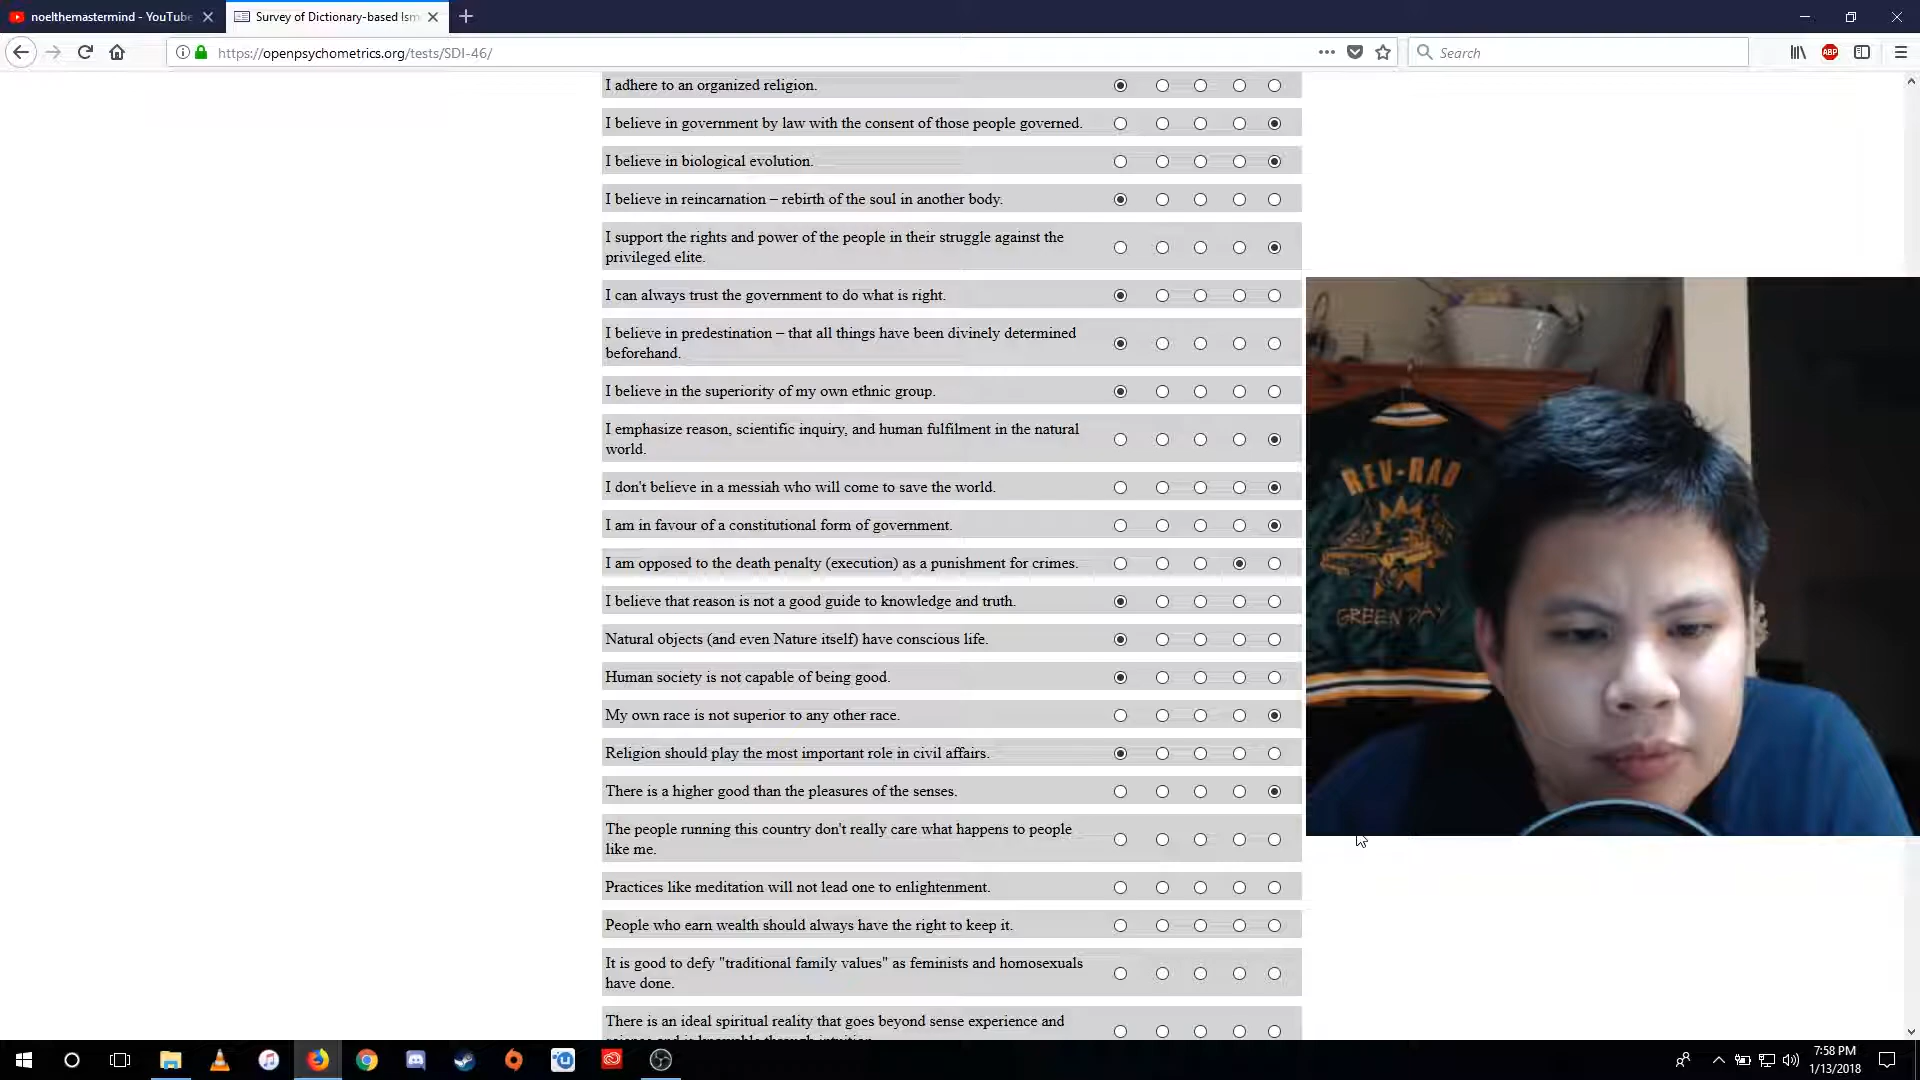 noelthemastermind - YouTube
Survey of Dictionary-based Ism
https://openpsychometrics.org/tests/SDI-46/
Search
ABP
I adhere to an organized religion.
I believe in government by law with the consent of those people governed.
I believe in biological evolution.
I believe in reincarnation – rebirth of the soul in another body.
I support the rights and power of the people in their struggle against the
privileged elite.
I can always trust the government to do what is right.
I believe in predestination – that all things have been divinely determined
beforehand.
I believe in the superiority of my own ethnic group.
I emphasize reason, scientific inquiry, and human fulfilment in the natural
world.
I don't believe in a messiah who will come to save the world.
I am in favour of a constitutional form of government.
I am opposed to the death penalty (execution) as a punishment for crimes.
I believe that reason is not a good guide to knowledge and truth.
Natural objects (and even Nature itself) have conscious life.
Human society is not capable of being good.
My own race is not superior to any other race.
Religion should play the most important role in civil affairs.
There is a higher good than the pleasures of the senses.
The people running this country don't really care what happens to people
like me.
Practices like meditation will not lead one to enlightenment.
People who earn wealth should always have the right to keep it.
It is good to defy "traditional family values" as feminists and homosexuals
have done.
There is an ideal spiritual reality that goes beyond sense experience and
science and is knowable through intuition.
REV-RAD
GREEN DAY
7:58 PM
1/13/2018